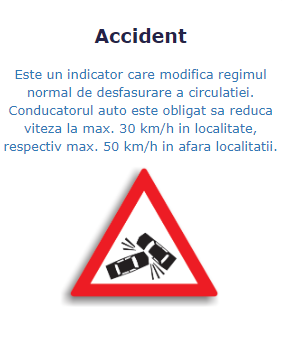 Accident
Este un indicator care modifica regimul
normal de desfasurare a circulatiei.
Conducatorul auto este obligat sa reduca
viteza la max. 30 km/h in localitate,
respectiv max. 50 km/h in afara localitatii.